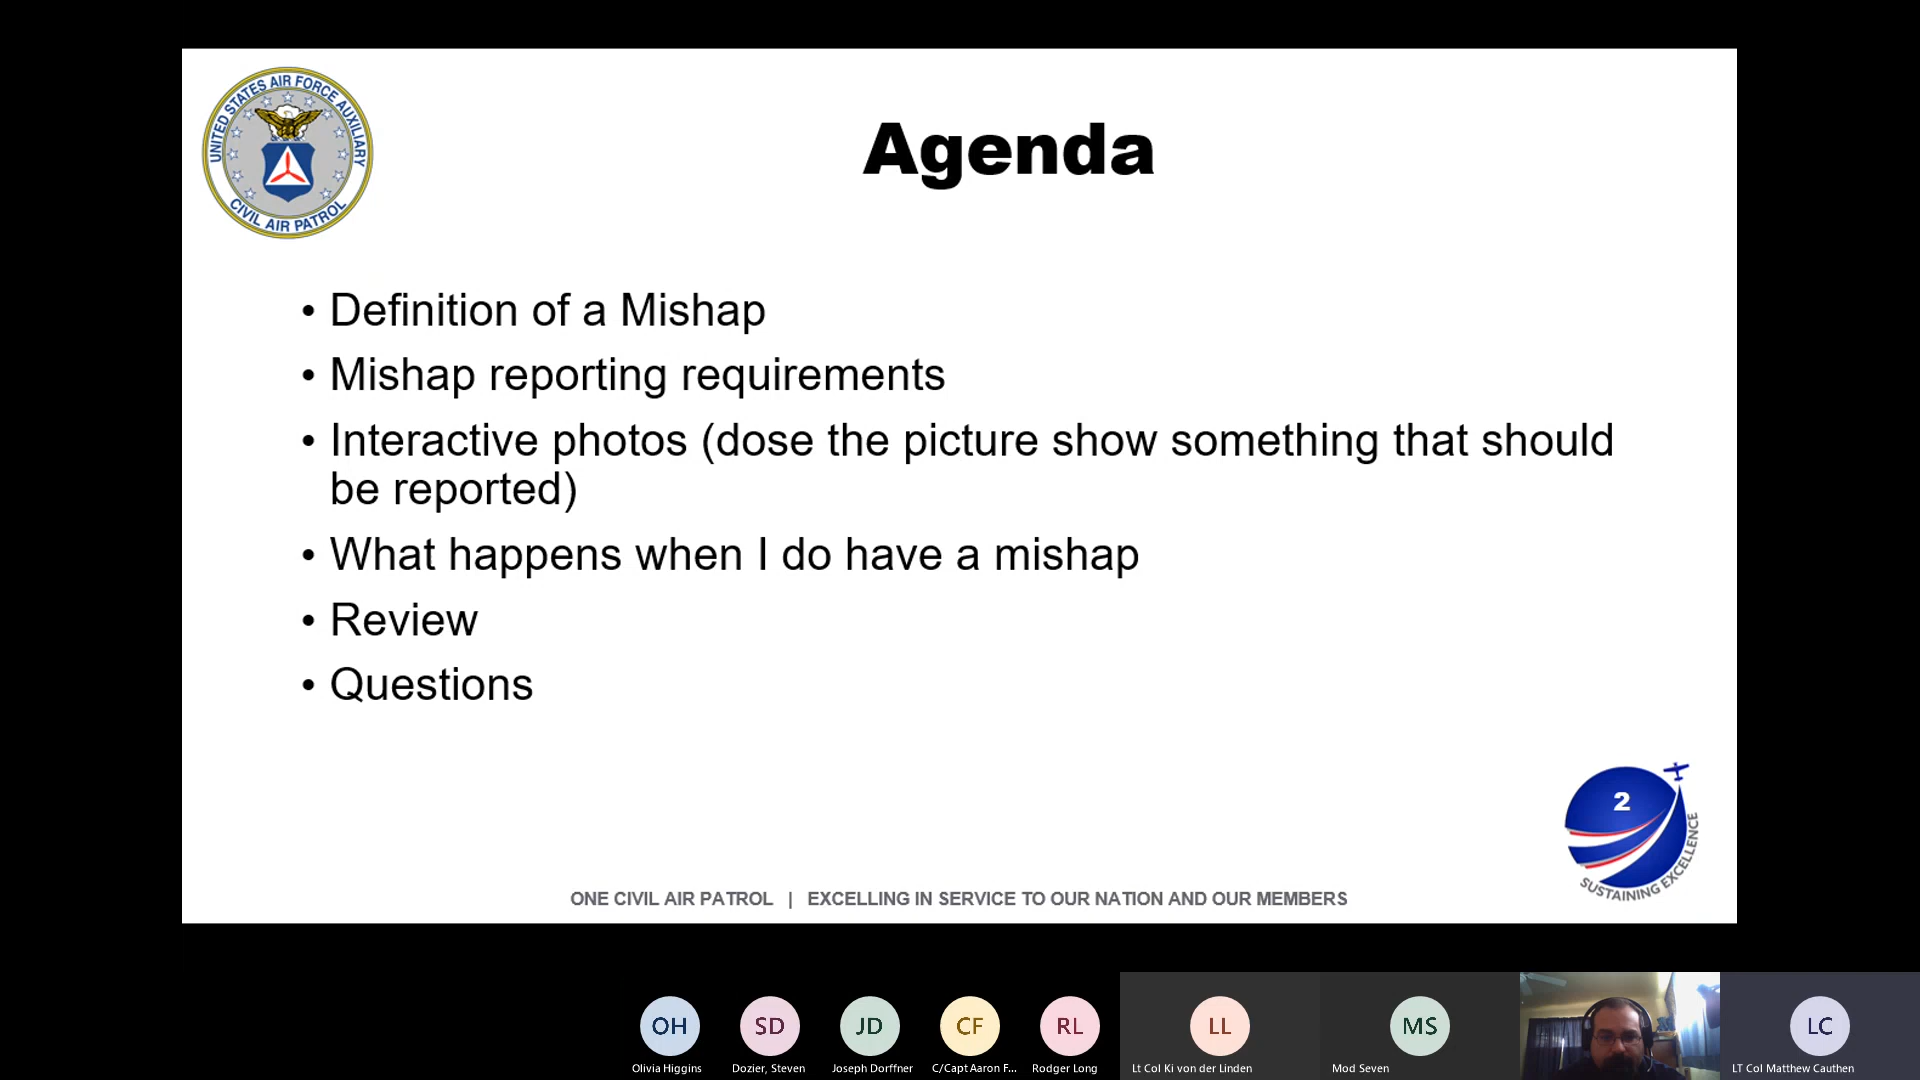 UNITED STATES AIR FORCE AUXILIARY
CIVIL AIR PATROL
Agenda
• Definition of a Mishap
• Mishap reporting requirements
• Interactive photos (dose the picture show something that should
be reported)
• What happens when I do have a mishap
• Review
• Questions
2
SUSTAINING EXCELLENCE
ONE CIVIL AIR PATROL | EXCELLING IN SERVICE TO OUR NATION AND OUR MEMBERS
OH SD JD CF RL LL MS LC
Olivia Higgins Dozier, Steven Joseph Dorffner C/Capt Aaron F... Rodger Long Lt Col Ki von der Linden Mod Seven LT Col Matthew Cauthen